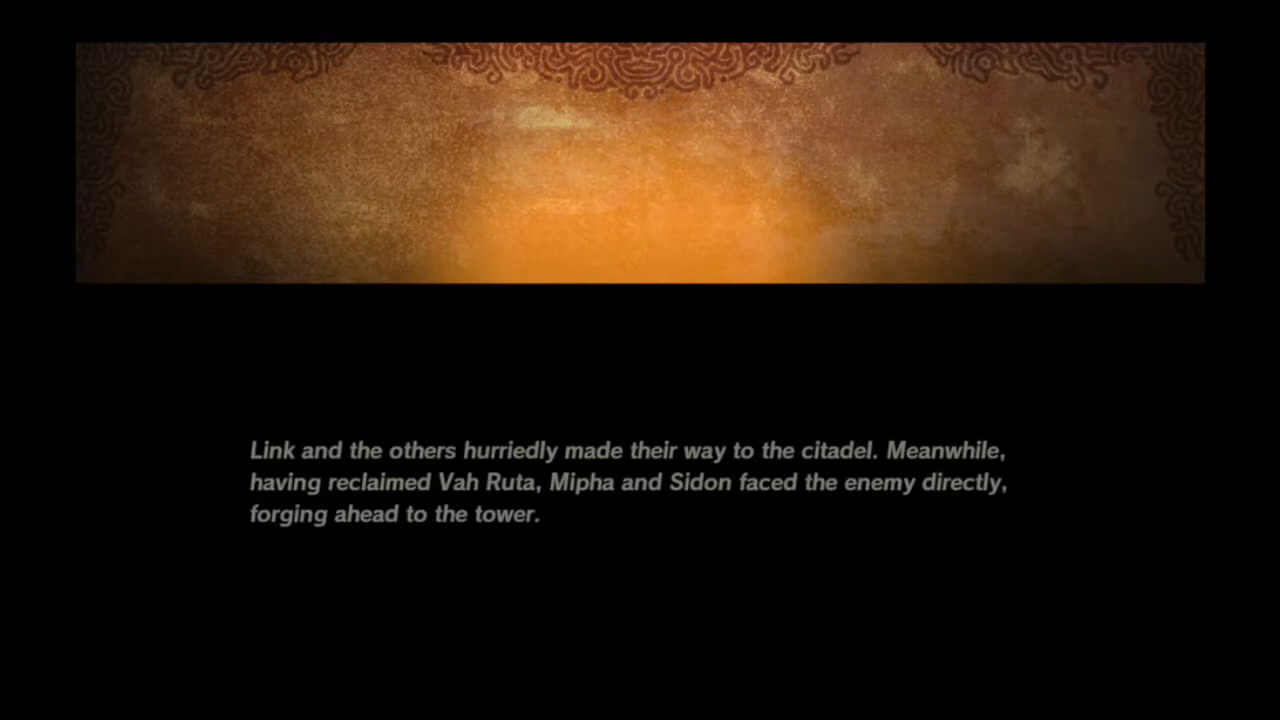 Link and the others hurriedly made their way to the citadel. Meanwhile,
having reclaimed Vah Ruta, Mipha and Sidon faced the enemy directly,
forging ahead to the tower.